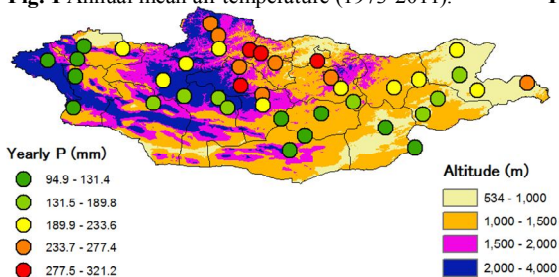 Fig. 1 Annual mean air temperature (1973-2011).
Yearly P (mm)
94.9 - 131.4
131.5 - 189.8
189.9 - 233.6
233.7 - 277.4
277.5 - 321.2
Altitude (m)
534 - 1,000
1,000 - 1,500
1,500 - 2,000
2,000 - 4,000